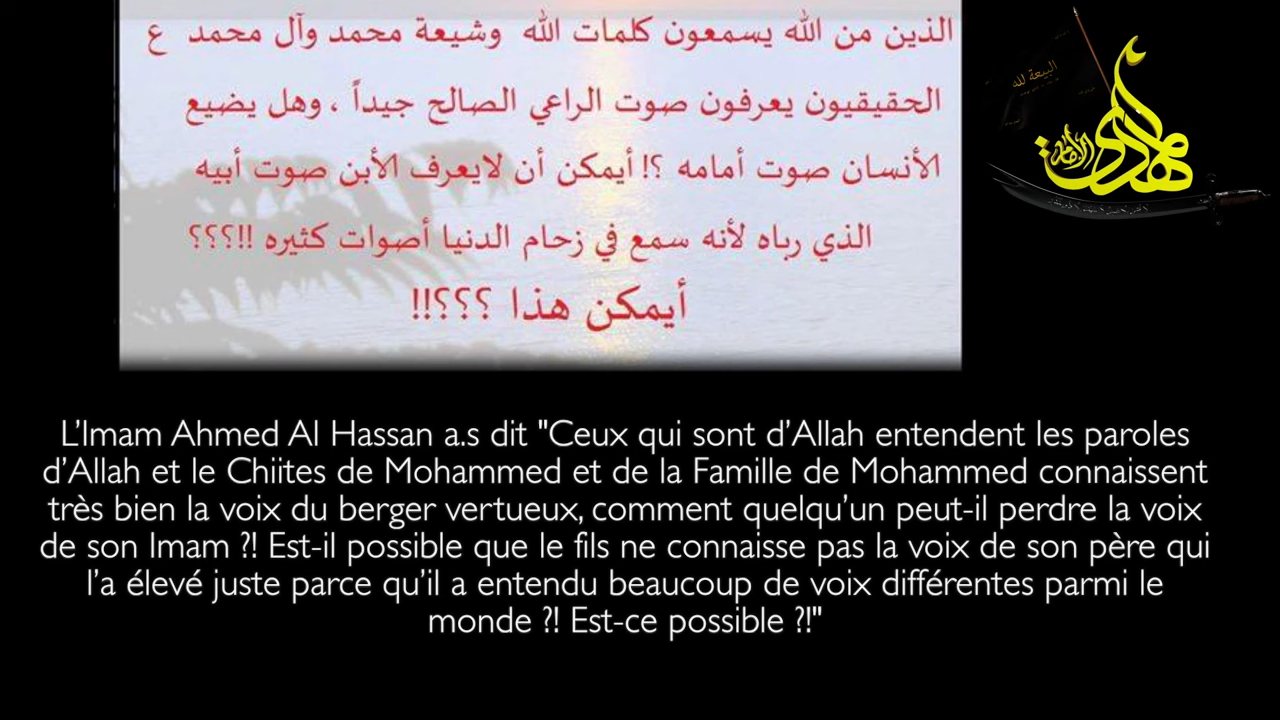 الذين من الله يسمعون كلمات الله وشيعة محمد وآل محمد ع
الحقيقيون يعرفون صوت الراعي الصالح جيداً ، وهل يضيع
الأنسان صوت أمامه ؟! أيمكن أن لايعرف الأبن صوت أبيه
الذي رباه لأنه سمع في زحام الدنيا أصوات كثيره !!؟؟؟
أيمكن هذا ؟؟؟!!
البيعة لله
L’Imam Ahmed Al Hassan a.s dit "Ceux qui sont d’Allah entendent les paroles
d’Allah et le Chiites de Mohammed et de la Famille de Mohammed connaissent
très bien la voix du berger vertueux, comment quelqu’un peut-il perdre la voix
de son Imam ?! Est-il possible que le fils ne connaisse pas la voix de son père qui
l’a élevé juste parce qu’il a entendu beaucoup de voix différentes parmi le
monde ?! Est-ce possible ?!"